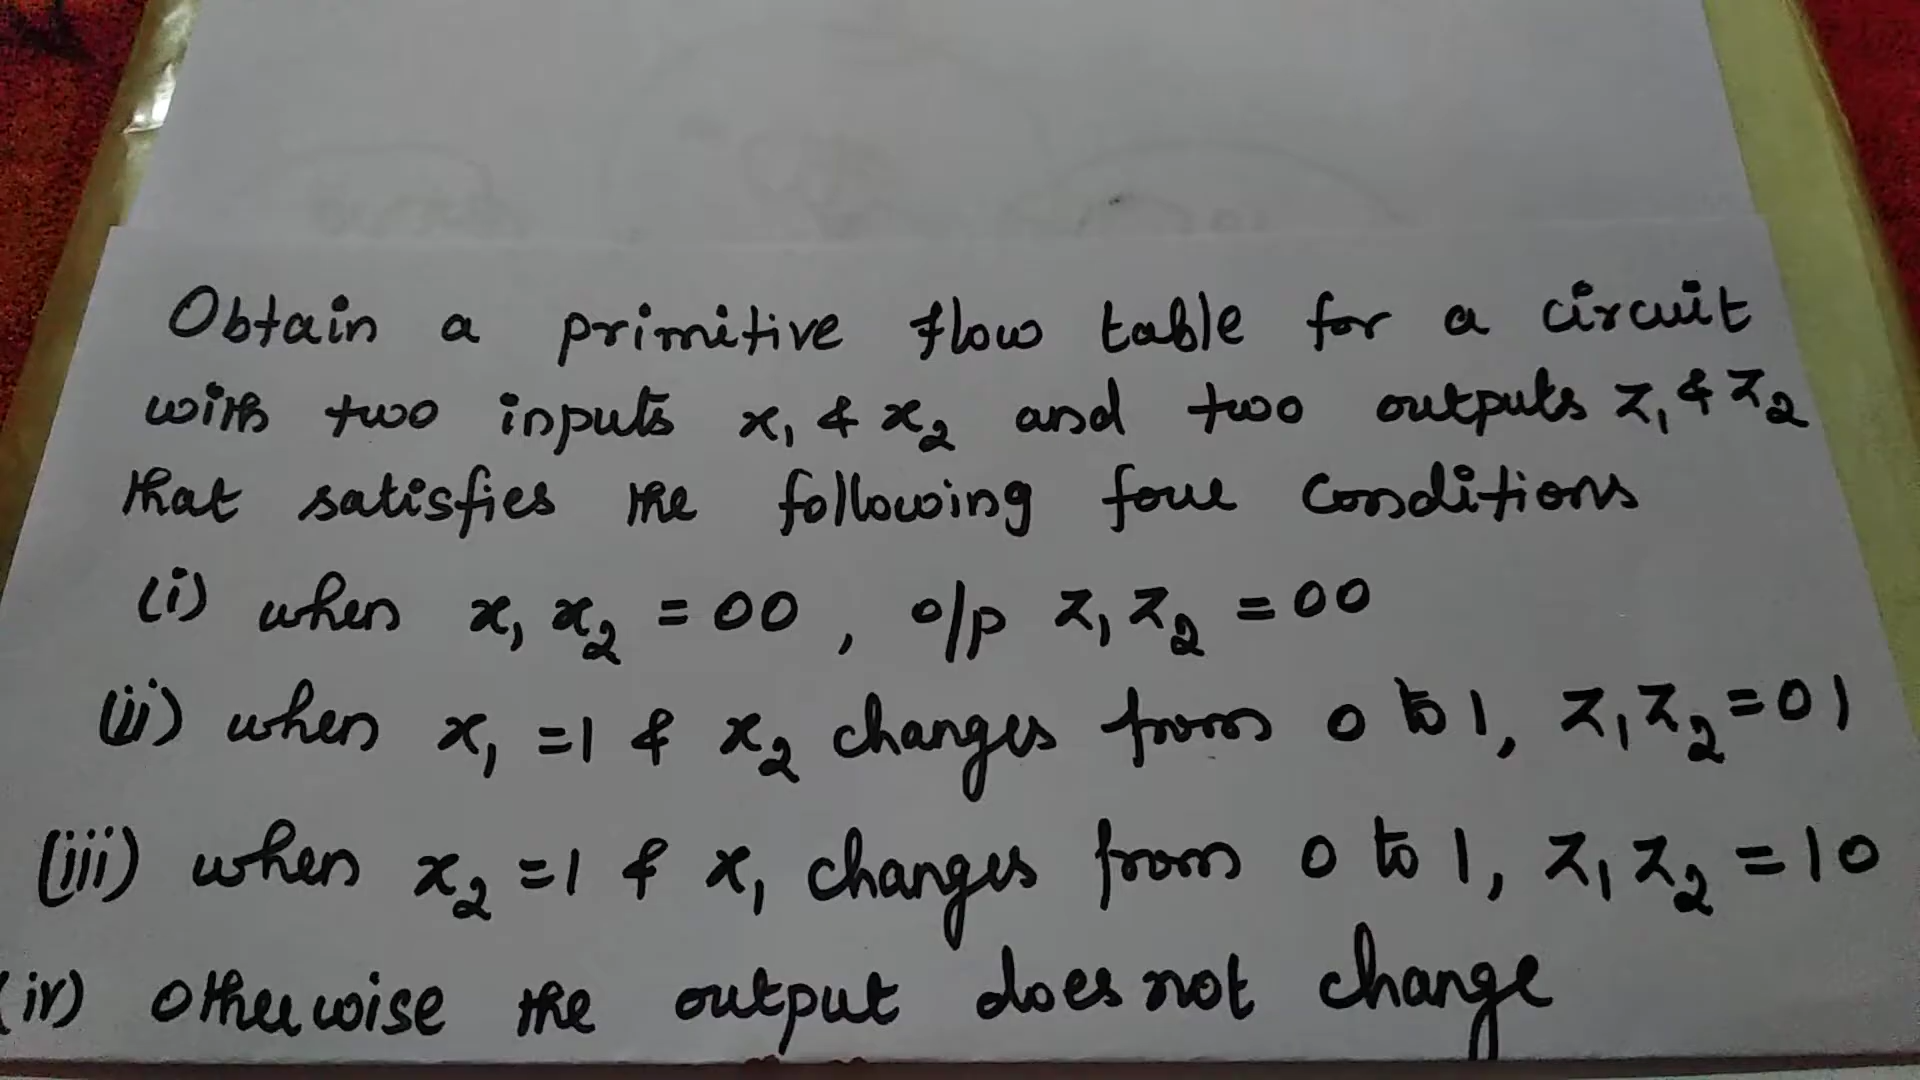 Obtain a primitive flow table for a circuit
with two inputs x₁ & x₂ and two outputs Z₁ & Z₂
that satisfies the following four conditions
(i) when x₁ x₂ = 00, o/p Z₁ Z₂ = 00
(ii) when x₁ = 1 & x₂ changes from 0 to 1, Z₁ Z₂ = 01
(iii) when x₂ = 1 & x₁ changes from 0 to 1, Z₁ Z₂ = 10
(iv) otherwise the output does not change